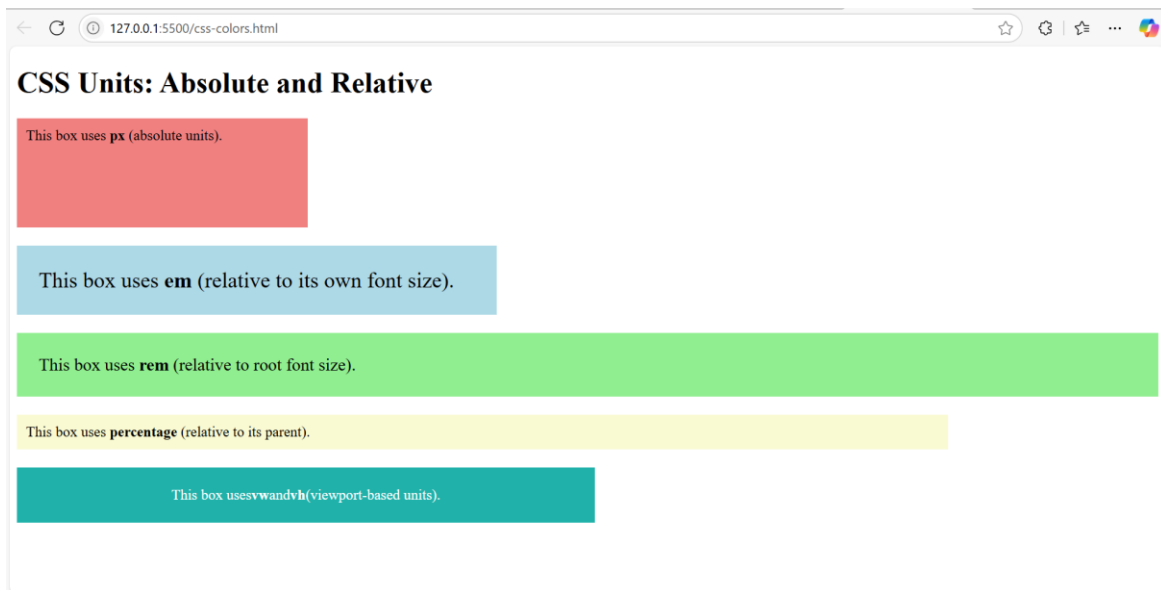 127.0.0.1:5500/css-colors.html
CSS Units: Absolute and Relative
This box uses px (absolute units).
This box uses em (relative to its own font size).
This box uses rem (relative to root font size).
This box uses percentage (relative to its parent).
This box usesvwandvh(viewport-based units).